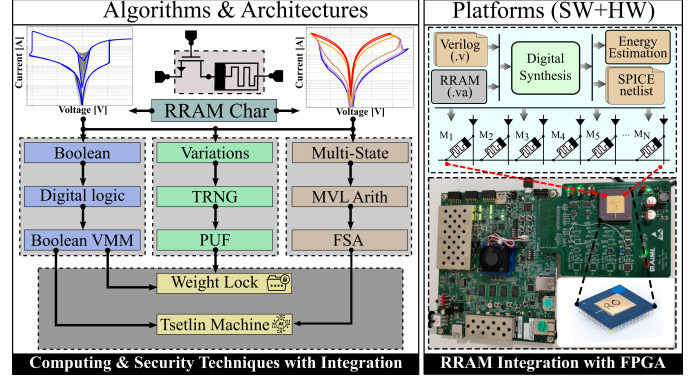 Algorithms & Architectures
Current [A]
Voltage [V]
Current [A]
Voltage [V]
RRAM Char
Boolean
Digital logic
Boolean VMM
Variations
TRNG
PUF
Multi-State
MVL Arith
FSA
Weight Lock
Tsetlin Machine
Computing & Security Techniques with Integration
Platforms (SW+HW)
Verilog
(.v)
RRAM
(.va)
Digital
Synthesis
Energy
Estimation
SPICE
netlist
M1 M2 M3 M4 M5 ... MN
RRAM Integration with FPGA